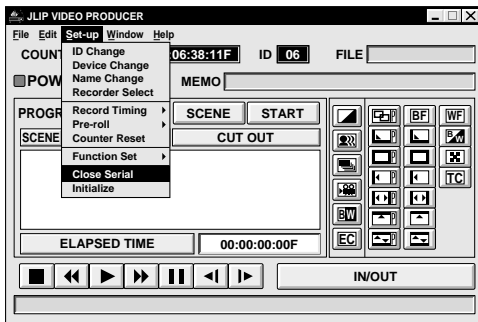 JLIP VIDEO PRODUCER
File Edit Set-up Window Help
ID Change
Device Change
Name Change
Recorder Select
Record Timing
Pre-roll
Counter Reset
Function Set
Close Serial
Initialize
COUNT 06:38:11F ID 06 FILE
POW MEMO
PROGR SCENE START
SCENE CUT OUT
ELAPSED TIME 00:00:00:00F
BW
EC
P BF WF
P B/W
P
P TC
P
P
P
IN/OUT